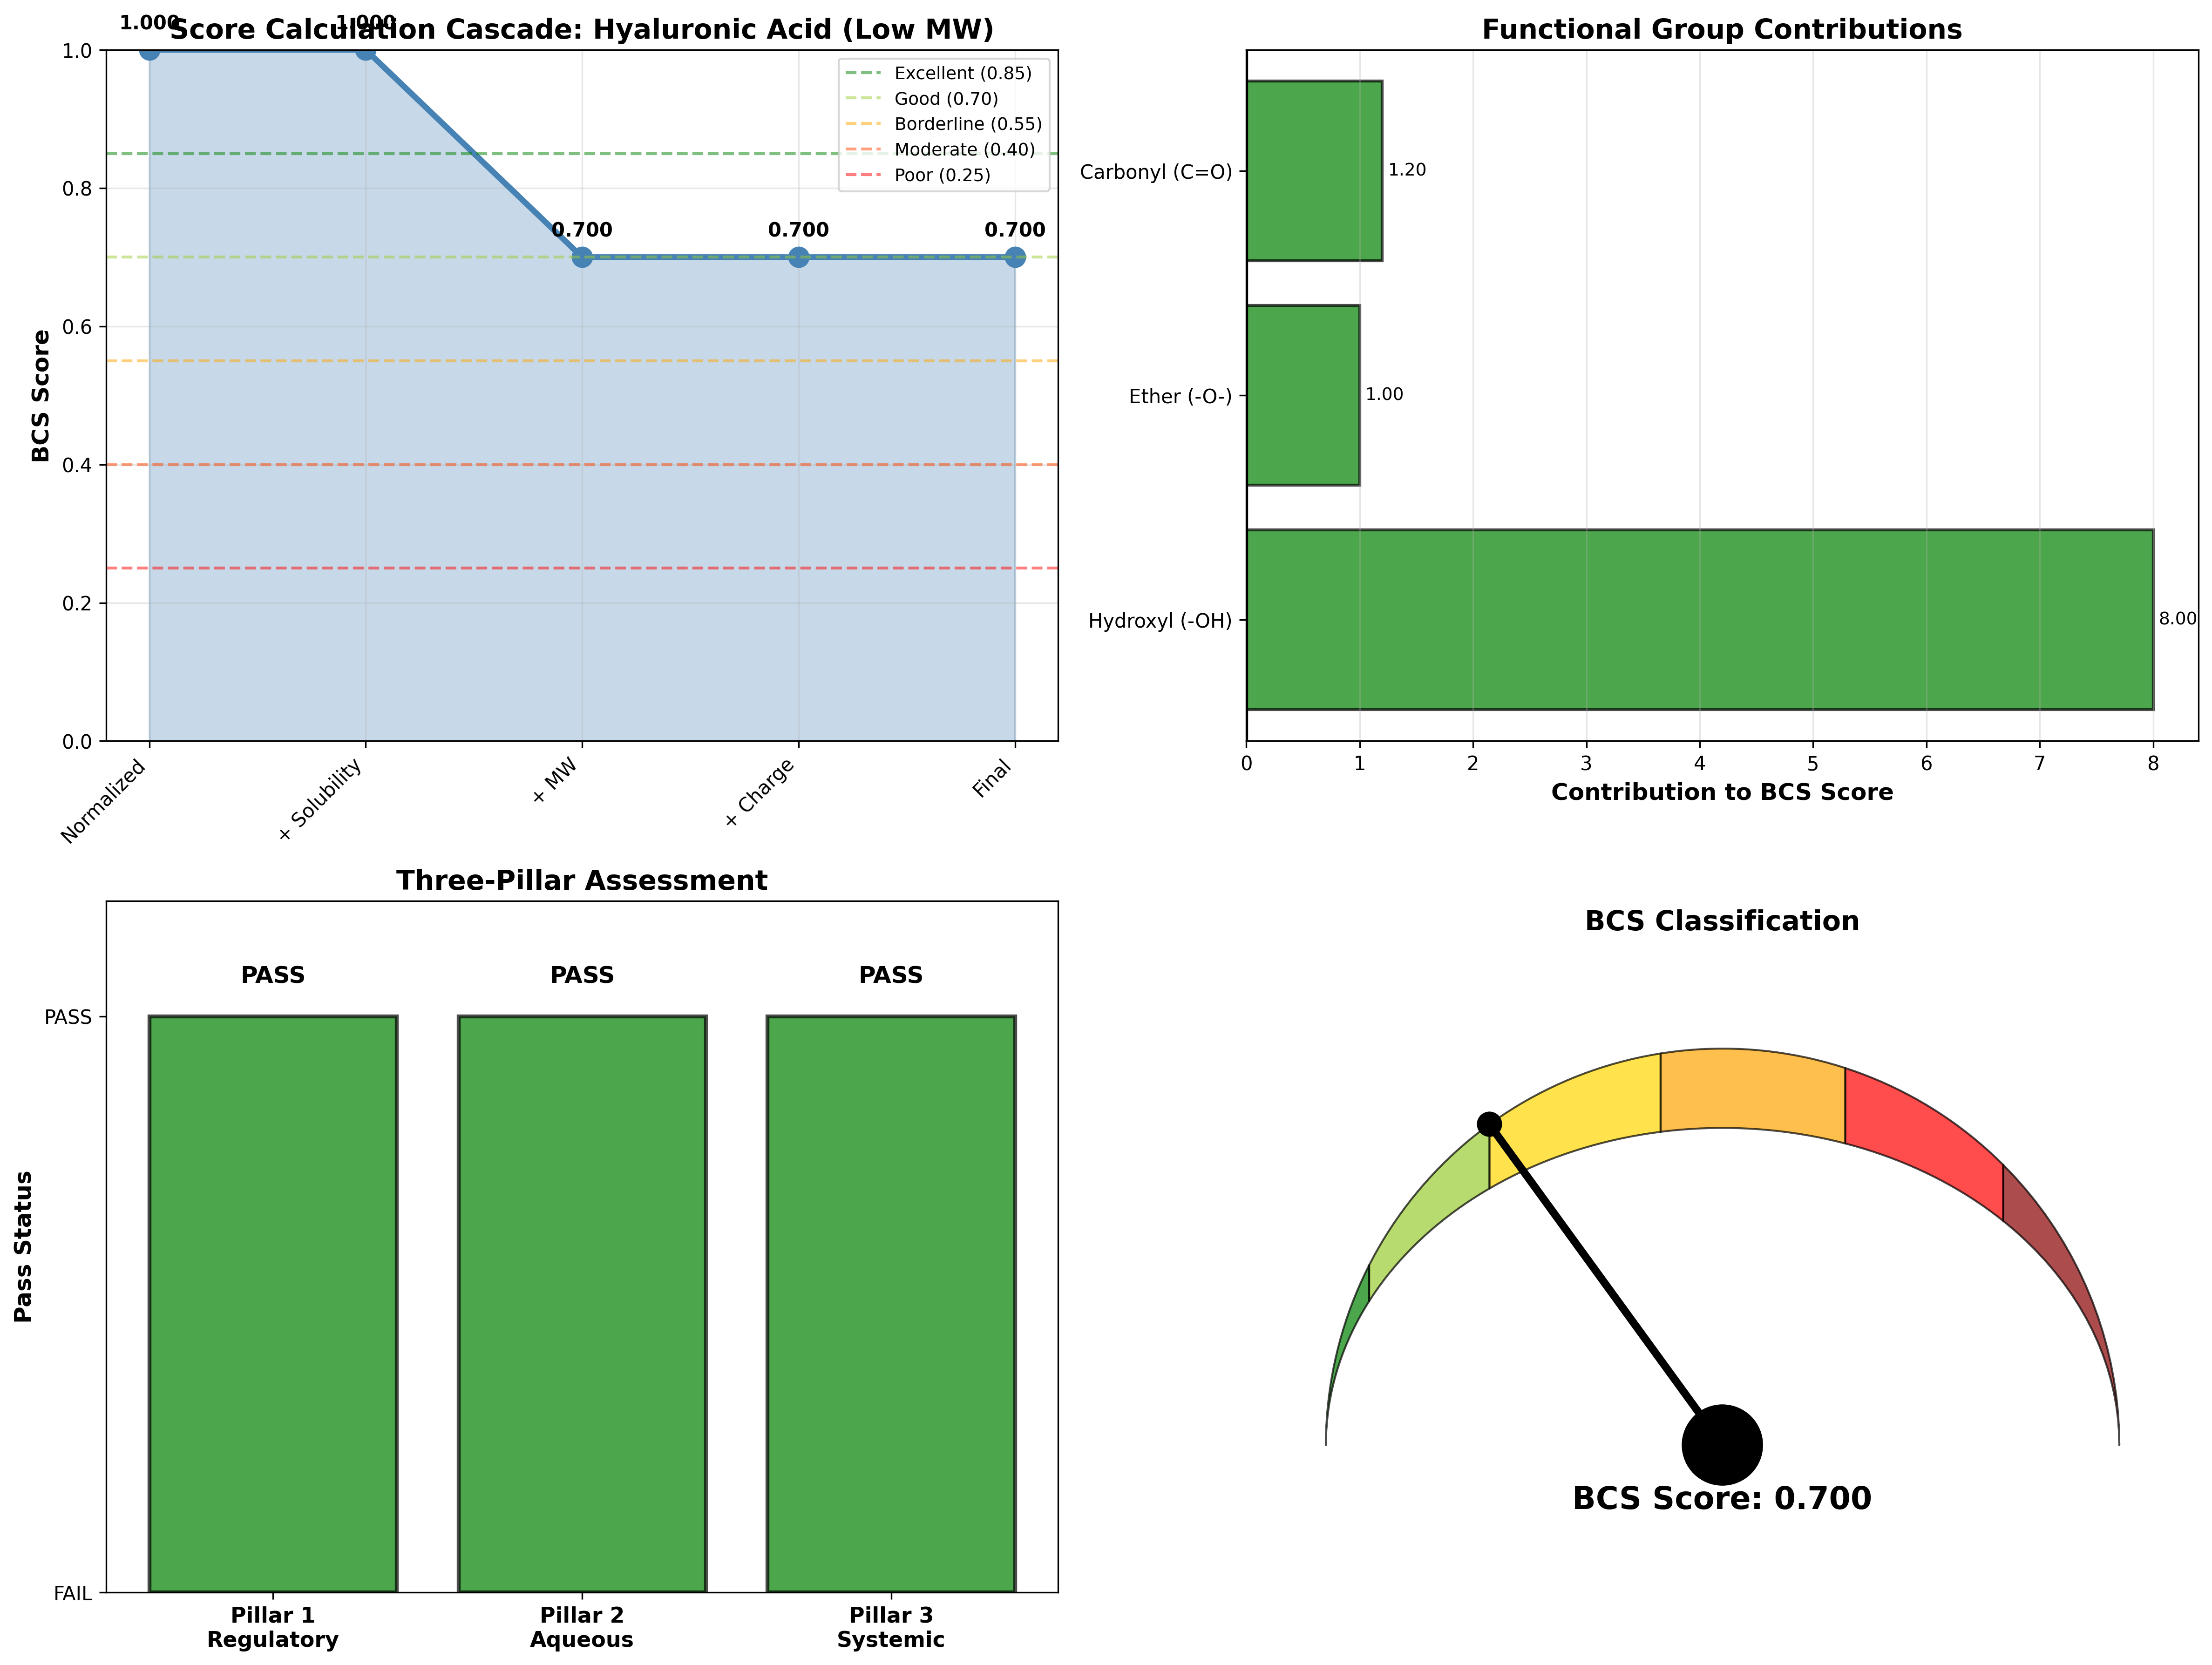 Score Calculation Cascade: Hyaluronic Acid (Low MW)
1.000
1.000
0.700
0.700
0.700
Excellent (0.85)
Good (0.70)
Borderline (0.55)
Moderate (0.40)
Poor (0.25)
BCS Score
1.0
0.8
0.6
0.4
0.2
0.0
Normalized
+ Solubility
+ MW
+ Charge
Final
Functional Group Contributions
Carbonyl (C=O)
1.20
Ether (-O-)
1.00
Hydroxyl (-OH)
8.00
0 1 2 3 4 5 6 7 8
Contribution to BCS Score
Three-Pillar Assessment
PASS PASS PASS
Pass Status
PASS
FAIL
Pillar 1
Regulatory
Pillar 2
Aqueous
Pillar 3
Systemic
BCS Classification
BCS Score: 0.700